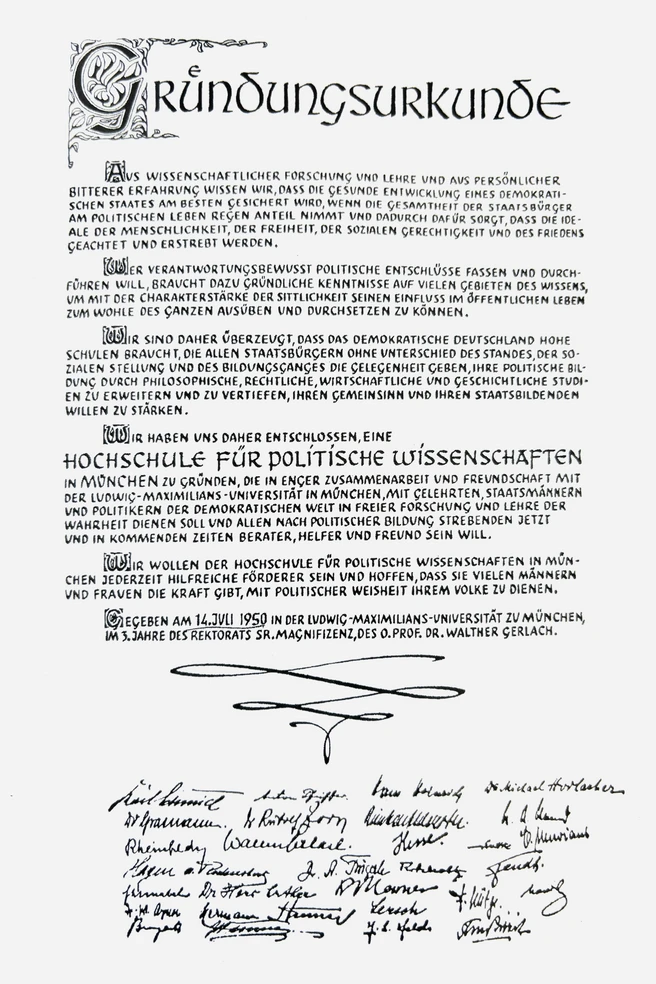 Gründungsurkunde
Aus wissenschaftlicher Forschung und Lehre und aus persönlicher
bitterer Erfahrung wissen wir, dass die gesunde Entwicklung eines demokrati-
schen Staates am besten gesichert wird, wenn die Gesamtheit der Staatsbürger
am politischen Leben regen Anteil nimmt und dadurch dafür sorgt, dass die Ide-
ale der Menschlichkeit, der Freiheit, der sozialen Gerechtigkeit und des Friedens
geachtet und erstrebt werden.
Wer verantwortungsbewusst politische Entschlüsse fassen und durch-
führen will, braucht dazu gründliche Kenntnisse auf vielen Gebieten des Wissens,
um mit der Charakterstärke der Sittlichkeit seinen Einfluss im öffentlichen Leben
zum Wohle des Ganzen ausüben und durchsetzen zu können.
Wir sind daher überzeugt, dass das demokratische Deutschland Hohe
Schulen braucht, die allen Staatsbürgern ohne Unterschied des Standes, der so-
zialen Stellung und des Bildungsganges die Gelegenheit geben, ihre politische Bil-
dung durch philosophische, rechtliche, wirtschaftliche und geschichtliche Studi-
en zu erweitern und zu vertiefen, ihren Gemeinsinn und ihren staatsbildenden
Willen zu stärken.
Wir haben uns daher entschlossen, eine
Hochschule für Politische Wissenschaften
in München zu gründen, die in enger Zusammenarbeit und Freundschaft mit
der Ludwig-Maximilians-Universität in München, mit Gelehrten, Staatsmännern
und Politikern der demokratischen Welt in freier Forschung und Lehre der
Wahrheit dienen soll und allen nach politischer Bildung Strebenden jetzt
und in kommenden Zeiten Berater, Helfer und Freund sein will.
Wir wollen der Hochschule für Politische Wissenschaften in Mün-
chen jederzeit hilfreiche Förderer sein und hoffen, dass sie vielen Männern
und Frauen die Kraft gibt, mit politischer Weisheit ihrem Volke zu dienen.
Gegeben am 14. Juli 1950 in der Ludwig-Maximilians-Universität zu München,
im 3. Jahre des Rektorats Sr. Magnifizenz, des o. Prof. Dr. Walther Gerlach.
Dr. Michael Horlacher